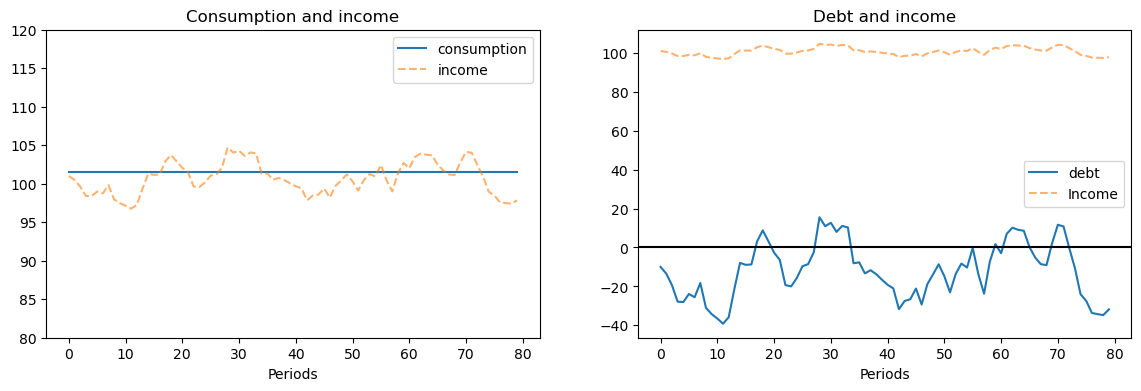 Consumption and income
120
115
110
105
100
95
90
85
80
consumption
income
0 10 20 30 40 50 60 70 80
Periods
Debt and income
100
80
60
40
20
0
−20
−40
debt
Income
0 10 20 30 40 50 60 70 80
Periods